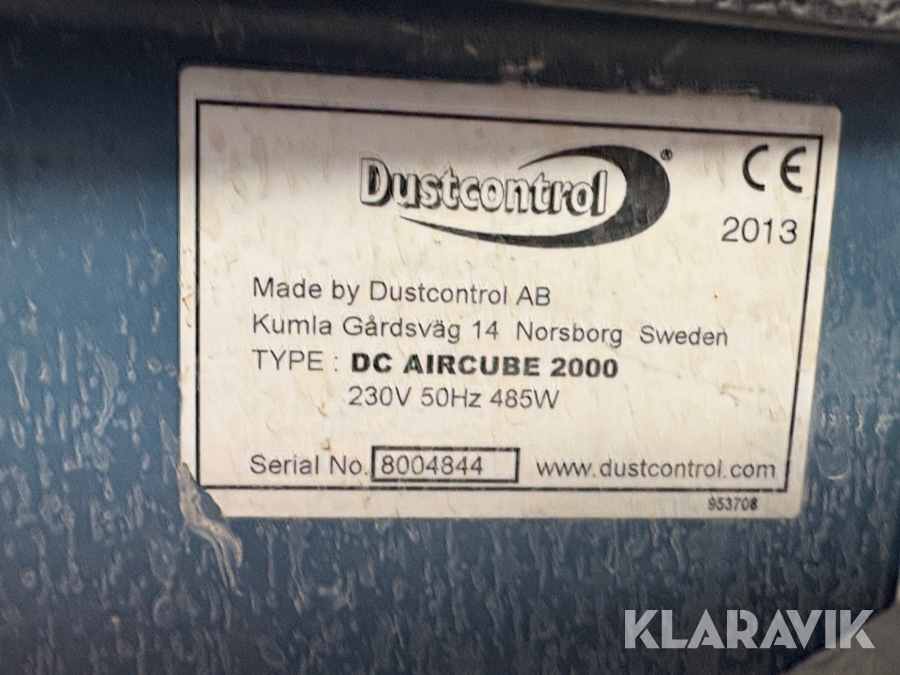 Dustcontrol®
CE
2013
Made by Dustcontrol AB
Kumla Gårdsväg 14 Norsborg Sweden
TYPE : DC AIRCUBE 2000
230V 50Hz 485W
Serial No. 8004844 www.dustcontrol.com
953708
KLARAVIK